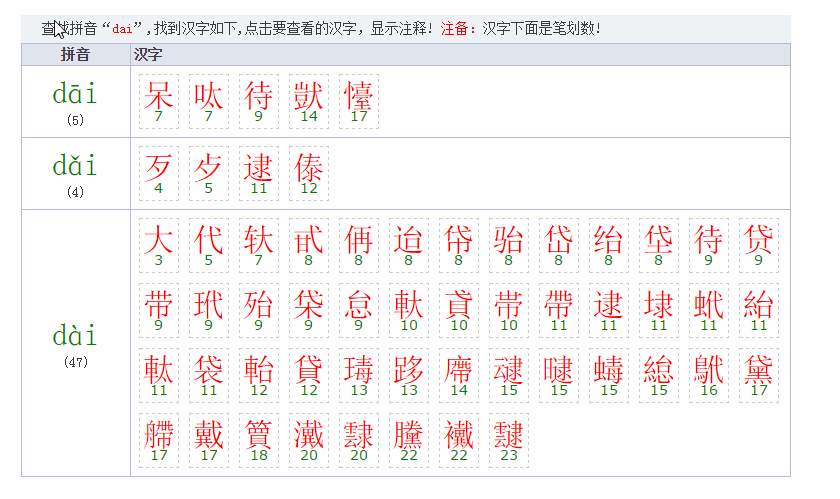 查找拼音“dai”,找到汉字如下,点击要查看的汉字，显示注释! 注备：汉字下面是笔划数!
拼音 汉字
dāi
(5)
呆 呔 待 獃 懛
7 7 9 14 17
dǎi
(4)
歹 歺 逮 傣
4 5 11 12
dài
(47)
大 代 轪 甙 侢 迨 帒 骀 岱 绐 垈 待 贷
3 5 7 8 8 8 8 8 8 8 8 9 9
带 玳 殆 帒 怠 軑 貣 帯 帶 逮 埭 蚮 紿
9 9 9 9 9 10 10 10 11 11 11 11 11
軚 袋 軩 貸 瑇 跢 廗 叇 曃 蝳 緿 鴏 黛
11 11 12 12 13 13 14 15 15 15 15 16 17
艜 戴 簤 瀻 霴 黱 襶 靆
17 17 18 20 20 22 22 23